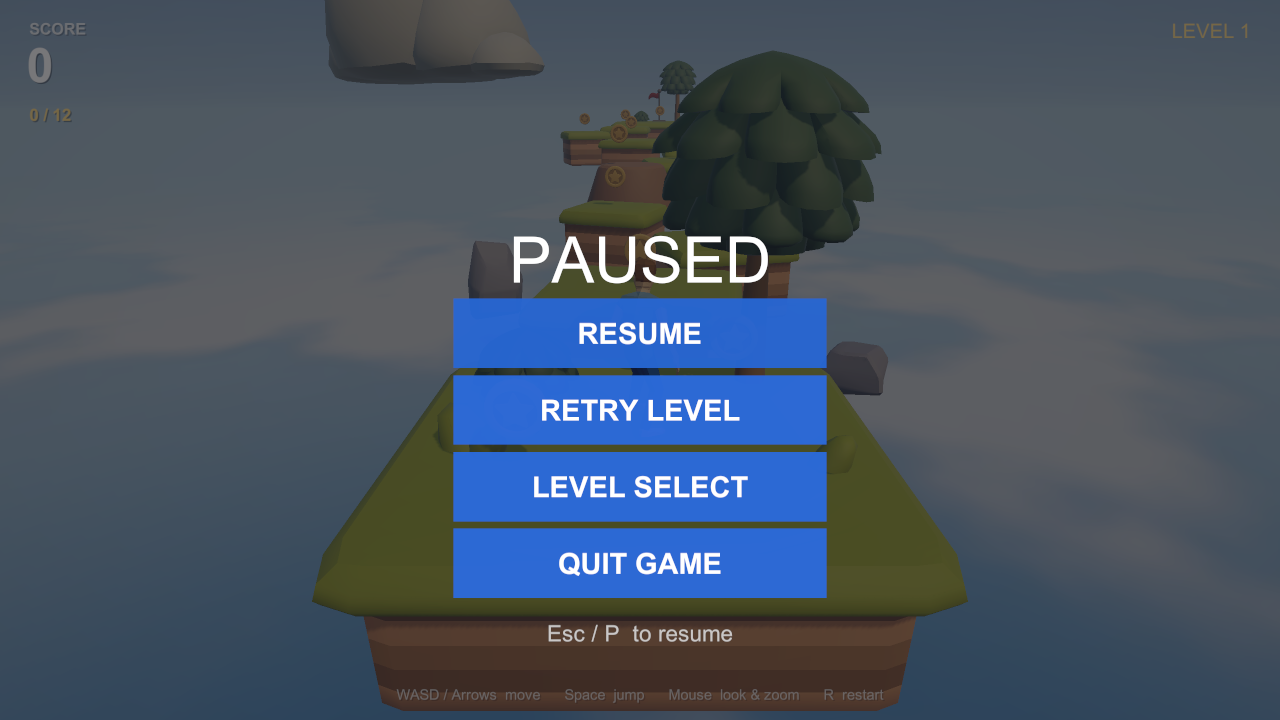 SCORE
LEVEL 1
0
0 / 12
PAUSED
RESUME
RETRY LEVEL
LEVEL SELECT
QUIT GAME
Esc / P to resume
WASD / Arrows move Space jump Mouse look & zoom R restart